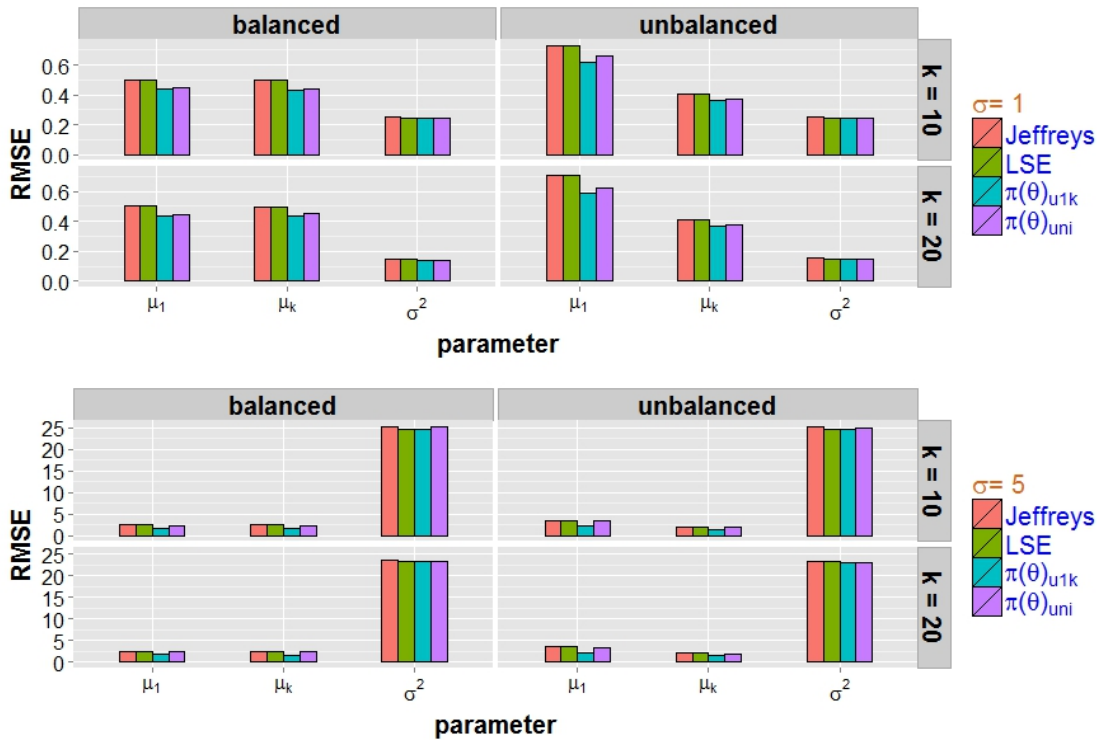 balanced unbalanced
RMSE
0.6
0.4
0.2
0.0
k = 10
0.6
0.4
0.2
0.0
k = 20
μ₁ μₖ σ² μ₁ μₖ σ²
parameter
σ= 1
Jeffreys
LSE
π(θ)u1k
π(θ)uni
balanced unbalanced
RMSE
25
20
15
10
5
0
k = 10
25
20
15
10
5
0
k = 20
μ₁ μₖ σ² μ₁ μₖ σ²
parameter
σ= 5
Jeffreys
LSE
π(θ)u1k
π(θ)uni